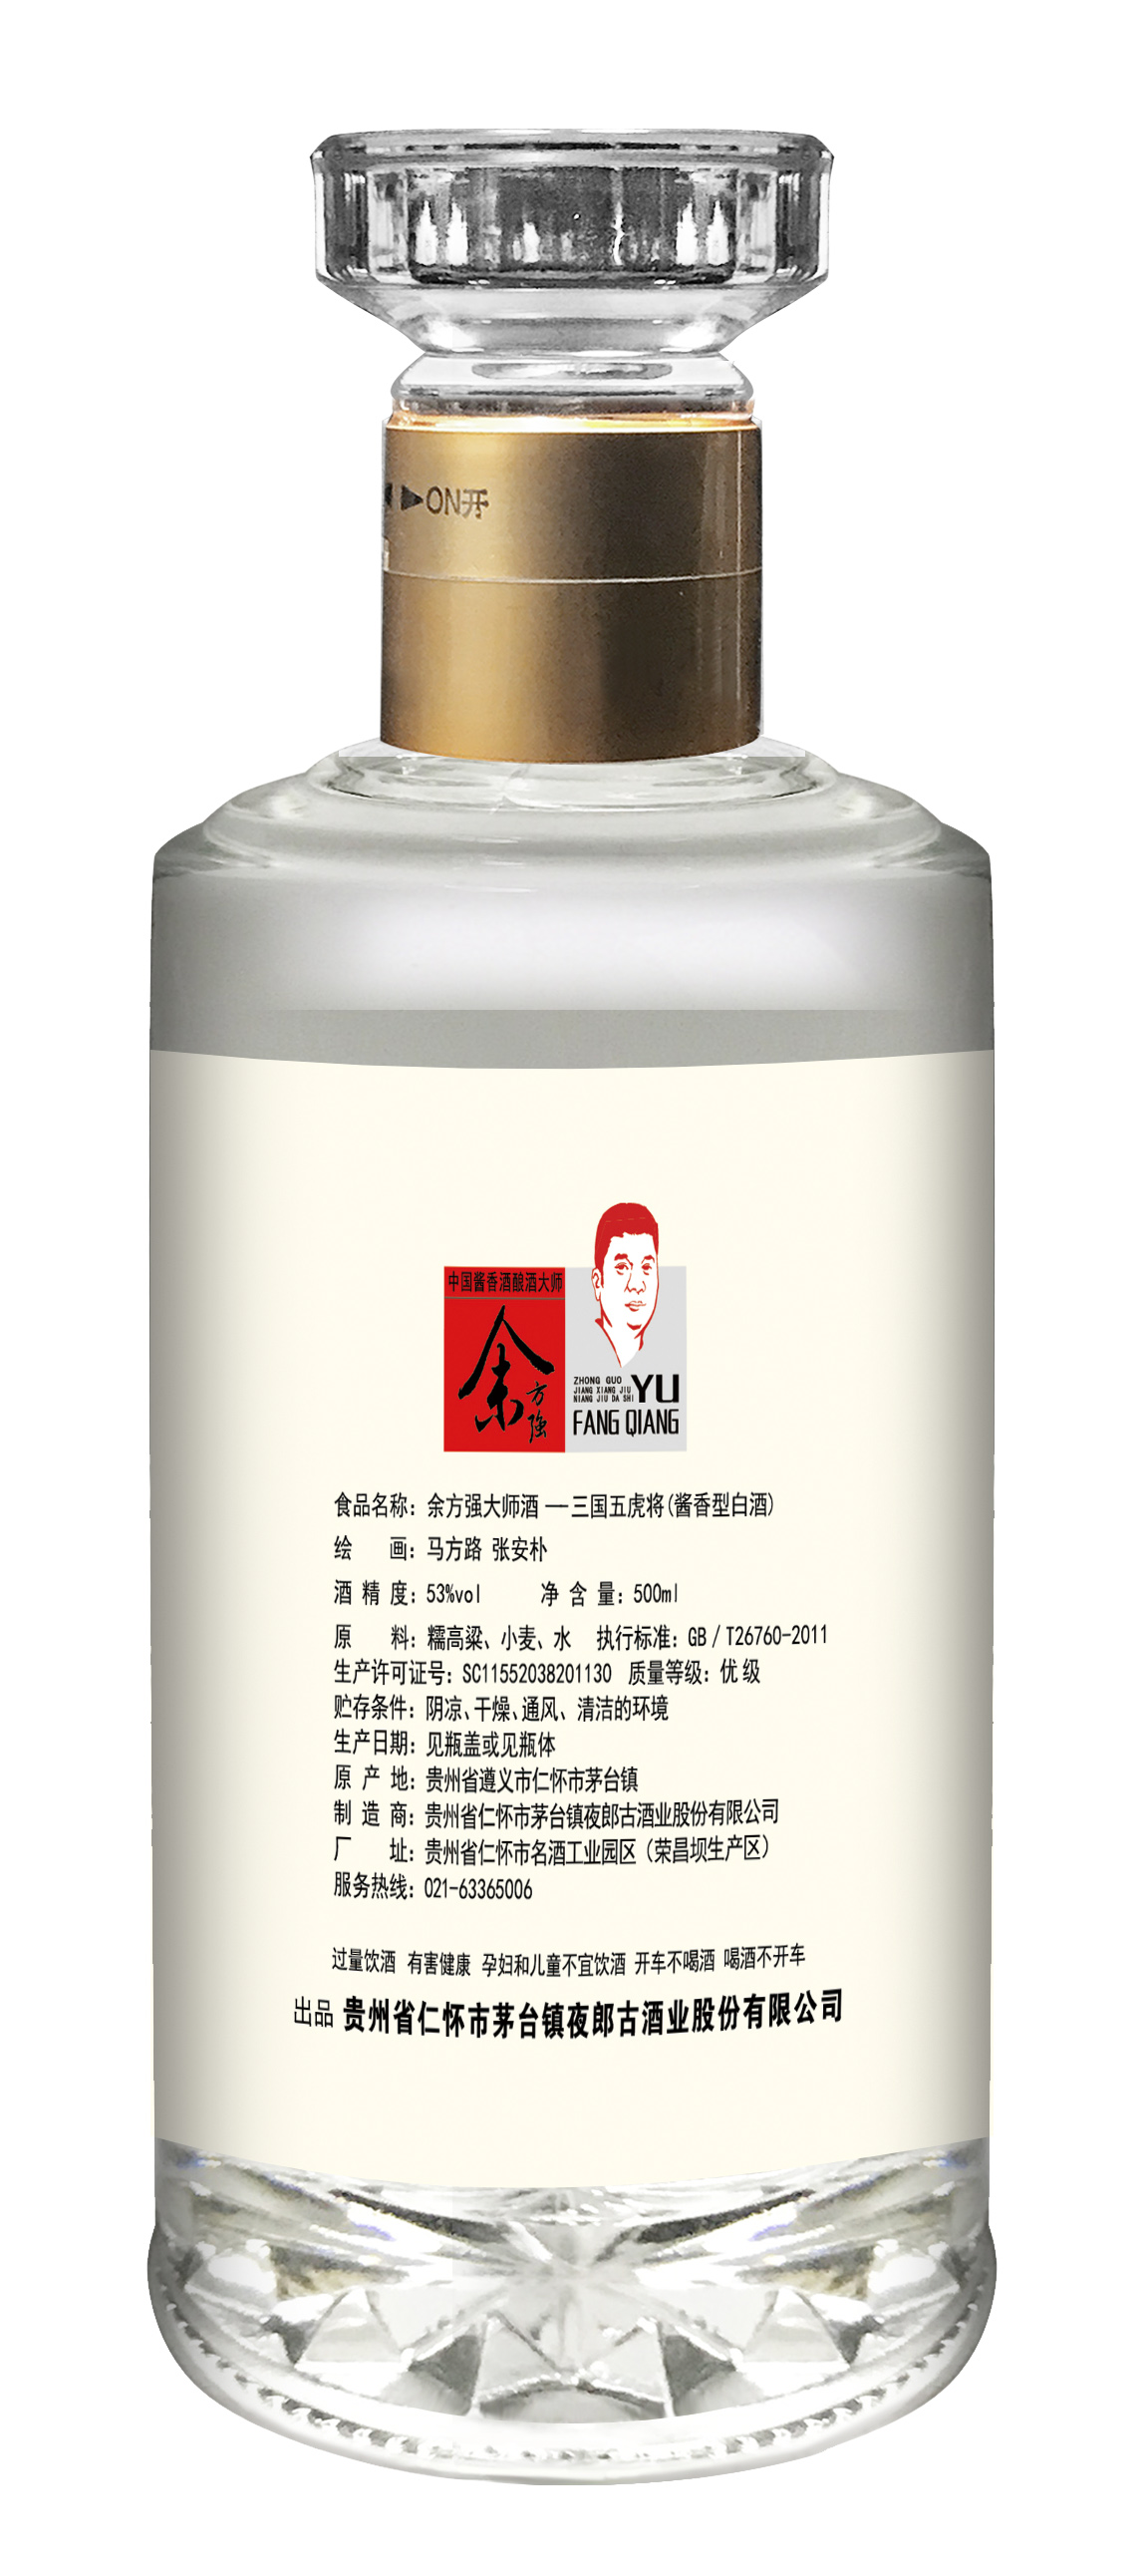 ▶ON开
中国酱香酒酿酒大师
余
方强
ZHONG GUO
JIANG XIANG JIU
NIANG JIU DA SHI
YU
FANG QIANG
食品名称：余方强大师酒 — 三国五虎将(酱香型白酒)
绘 画：马方路 张安朴
酒 精 度：53%vol 净 含 量：500ml
原 料：糯高粱、小麦、水 执行标准：GB / T26760-2011
生产许可证号：SC11552038201130 质量等级：优 级
贮存条件：阴凉、干燥、通风、清洁的环境
生产日期：见瓶盖或见瓶体
原 产 地：贵州省遵义市仁怀市茅台镇
制 造 商：贵州省仁怀市茅台镇夜郎古酒业股份有限公司
厂 址：贵州省仁怀市名酒工业园区（荣昌坝生产区）
服务热线：021-63365006
过量饮酒 有害健康 孕妇和儿童不宜饮酒 开车不喝酒 喝酒不开车
出品 贵州省仁怀市茅台镇夜郎古酒业股份有限公司